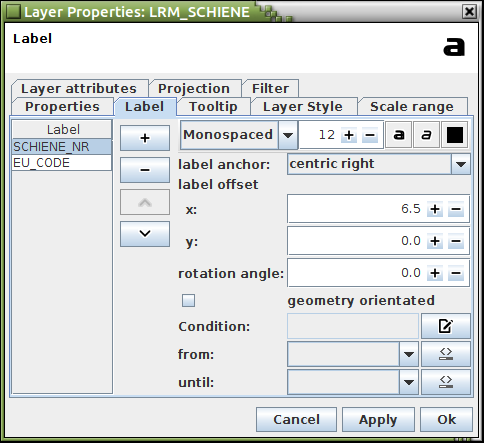 Layer Properties: LRM_SCHIENE
Label
a
Layer attributes Projection Filter
Properties Label Tooltip Layer Style Scale range
Label
SCHIENE_NR
EU_CODE
Monospaced 12 a a
label anchor: centric right
label offset
x: 6.5
y: 0.0
rotation angle: 0.0
geometry orientated
Condition:
from:
until:
Cancel Apply Ok